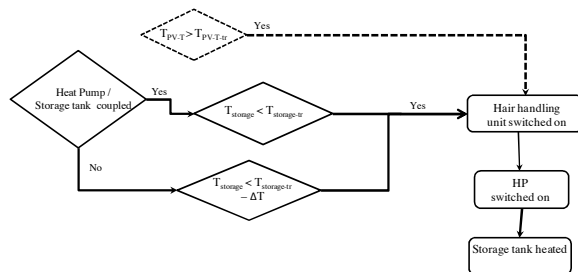 Yes
T_PV-T > T_PV-T-tr
Heat Pump /
Storage tank coupled
Yes
T_storage < T_storage-tr
Yes
Hair handling
unit switched on
No
T_storage < T_storage-tr
– ΔT
HP
switched on
Storage tank heated